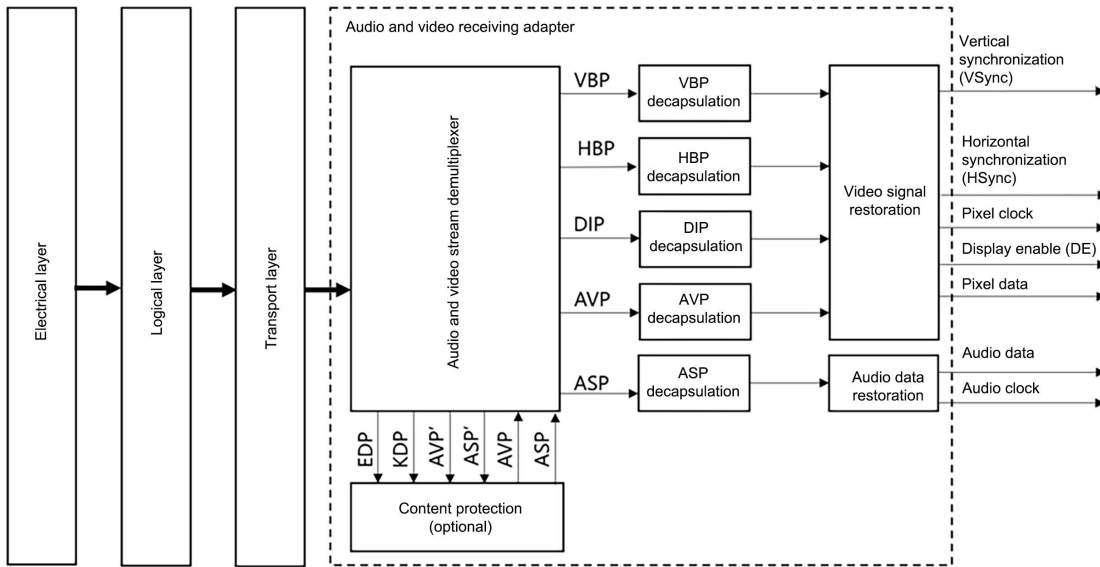 Electrical layer
Logical layer
Transport layer
Audio and video receiving adapter
Audio and video stream demultiplexer
VBP
HBP
DIP
AVP
ASP
VBP
decapsulation
HBP
decapsulation
DIP
decapsulation
AVP
decapsulation
ASP
decapsulation
Video signal
restoration
Audio data
restoration
Vertical
synchronization
(VSync)
Horizontal
synchronization
(HSync)
Pixel clock
Display enable (DE)
Pixel data
Audio data
Audio clock
EDP
KDP
AVP'
ASP'
AVP
ASP
Content protection
(optional)